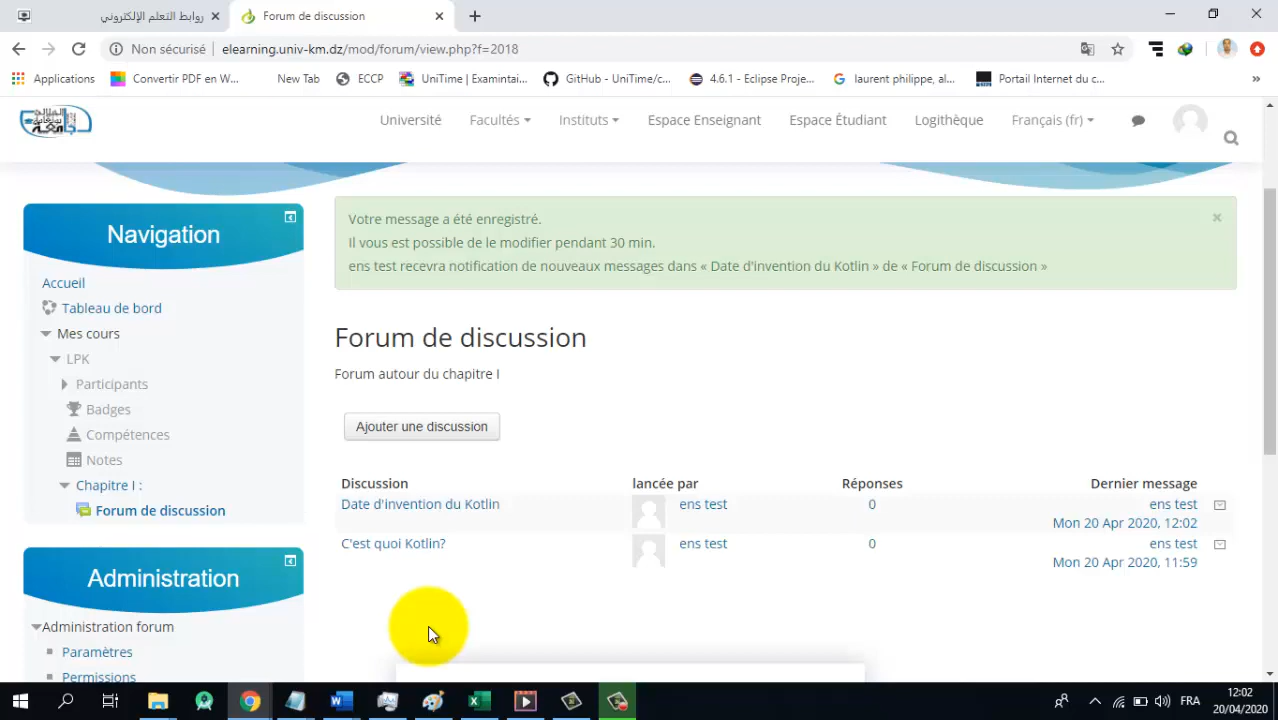 روابط التعلم الإلكتروني
Forum de discussion
Non sécurisé
elearning.univ-km.dz/mod/forum/view.php?f=2018
Applications
Convertir PDF en W...
New Tab
ECCP
UniTime | Examintai...
GitHub - UniTime/c...
4.6.1 - Eclipse Proje...
laurent philippe, al...
Portail Internet du c...
»
Université
Facultés
Instituts
Espace Enseignant
Espace Étudiant
Logithèque
Français (fr)
Navigation
Accueil
Tableau de bord
Mes cours
LPK
Participants
Badges
Compétences
Notes
Chapitre I :
Forum de discussion
Administration
Administration forum
Paramètres
Permissions
Votre message a été enregistré.
Il vous est possible de le modifier pendant 30 min.
ens test recevra notification de nouveaux messages dans « Date d'invention du Kotlin » de « Forum de discussion »
×
Forum de discussion
Forum autour du chapitre I
Ajouter une discussion
Discussion lancée par Réponses Dernier message
Date d'invention du Kotlin ens test 0 ens test
Mon 20 Apr 2020, 12:02
C'est quoi Kotlin? ens test 0 ens test
Mon 20 Apr 2020, 11:59
FRA
12:02
20/04/2020